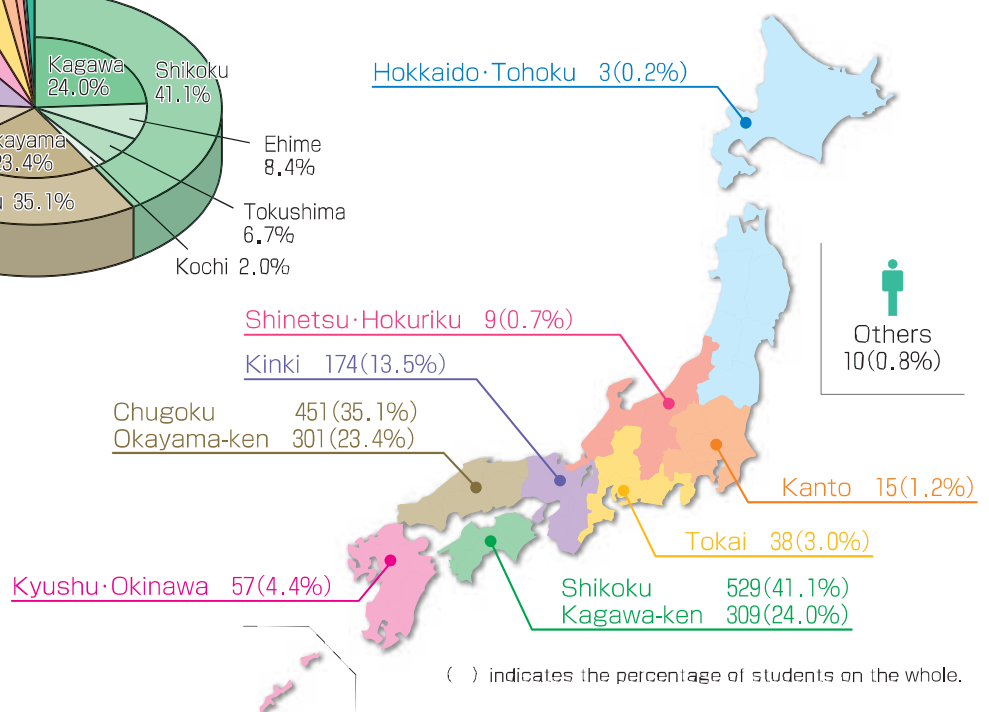 Kagawa
24.0%
Shikoku
41.1%
Ehime
8.4%
Tokushima
6.7%
Kochi 2.0%
35.1%
Hokkaido·Tohoku 3(0.2%)
Shinetsu·Hokuriku 9(0.7%)
Kinki 174(13.5%)
Chugoku 451(35.1%)
Okayama-ken 301(23.4%)
Others
10(0.8%)
Kanto 15(1.2%)
Tokai 38(3.0%)
Kyushu·Okinawa 57(4.4%)
Shikoku 529(41.1%)
Kagawa-ken 309(24.0%)
( ) indicates the percentage of students on the whole.